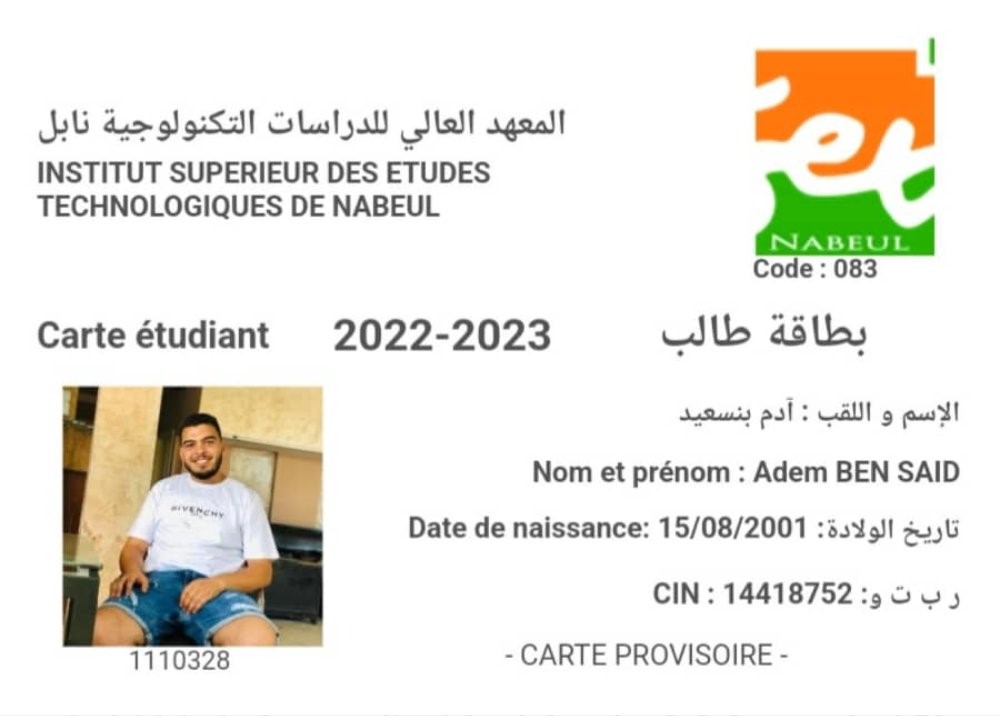 المعهد العالي للدراسات التكنولوجية نابل
INSTITUT SUPERIEUR DES ETUDES
TECHNOLOGIQUES DE NABEUL
et
NABEUL
Code : 083
Carte étudiant 2022-2023 بطاقة طالب
الإسم و اللقب : آدم بنسعيد
Nom et prénom : Adem BEN SAID
Date de naissance: 15/08/2001 تاريخ الولادة:
CIN : 14418752 ر ب ت و:
GIVENCHY
1110328
- CARTE PROVISOIRE -